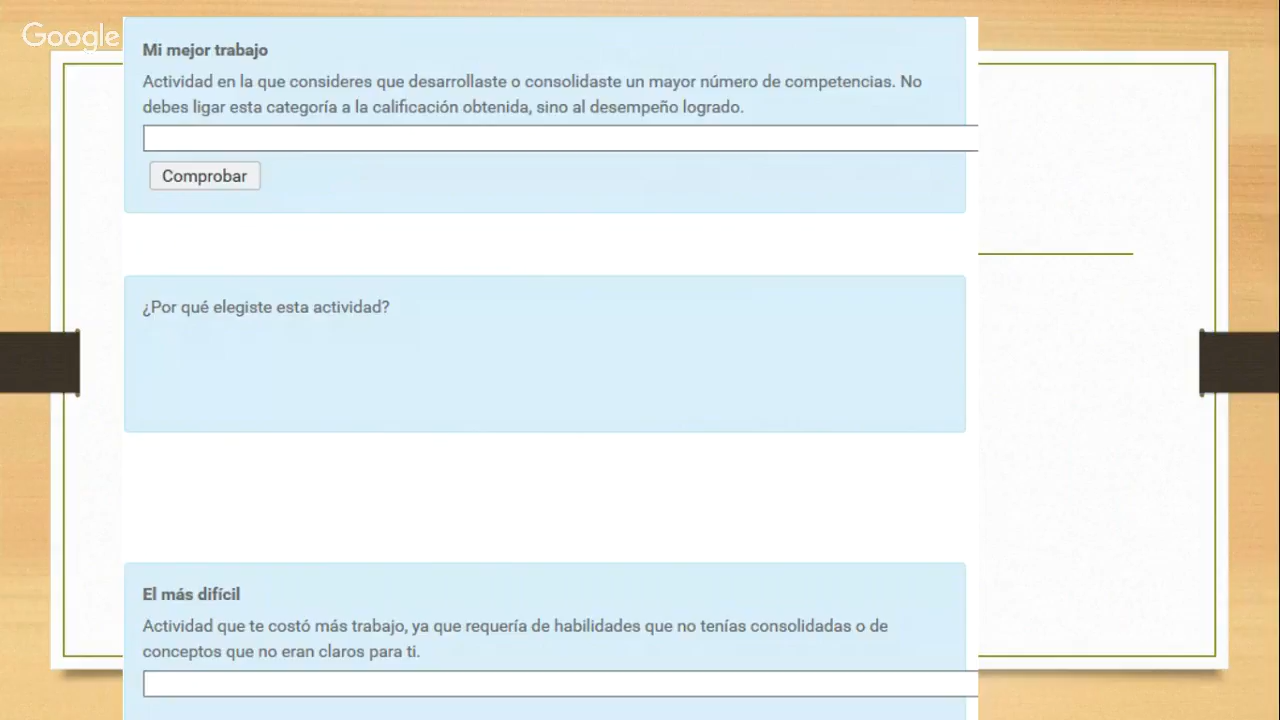 Google
Mi mejor trabajo
Actividad en la que consideres que desarrollaste o consolidaste un mayor número de competencias. No
debes ligar esta categoría a la calificación obtenida, sino al desempeño logrado.
Comprobar
¿Por qué elegiste esta actividad?
El más difícil
Actividad que te costó más trabajo, ya que requería de habilidades que no tenías consolidadas o de
conceptos que no eran claros para ti.